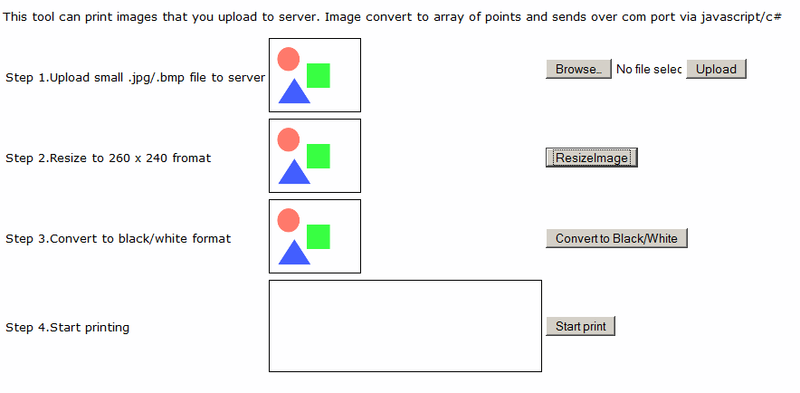 This tool can print images that you upload to server. Image convert to array of points and sends over com port via javascript/c#
Step 1.Upload small .jpg/.bmp file to server
Browse... No file selec Upload
Step 2.Resize to 260 x 240 fromat
ResizeImage
Step 3.Convert to black/white format
Convert to Black/White
Step 4.Start printing
Start print